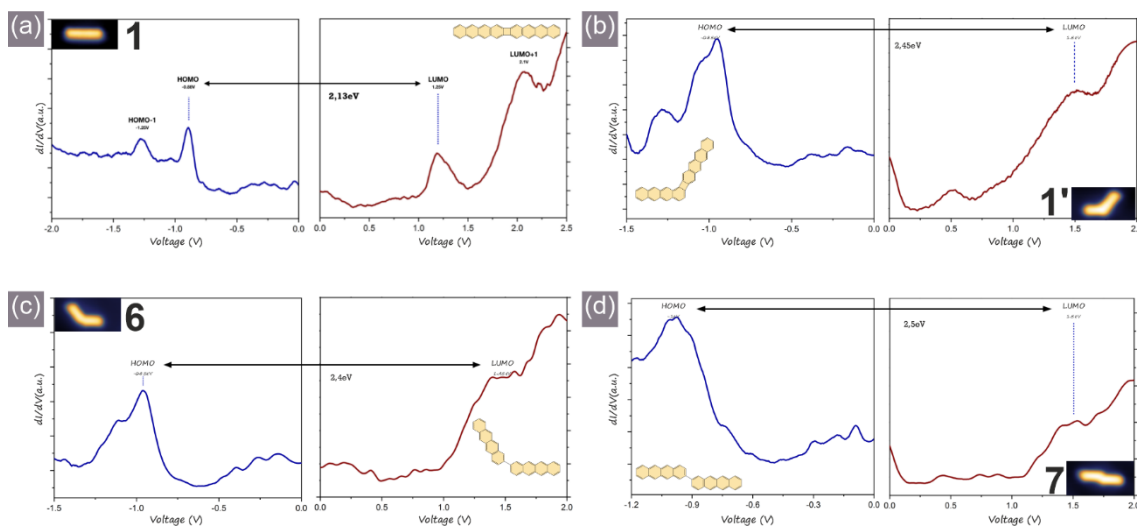 (a)
1
HOMO-1
HOMO
2,13eV
LUMO
1.25V
LUMO+1
2.1V
dI/dV(a.u.)
-2.0 -1.5 -1.0 -0.5 0.0
Voltage (V)
0.0 0.5 1.0 1.5 2.0 2.5
Voltage (V)
(b)
HOMO
2,45eV
LUMO
1'
dI/dV(a.u.)
-1.5 -1.0 -0.5 0.0
Voltage (V)
0.0 0.5 1.0 1.5 2.0
Voltage (V)
(c)
6
HOMO
2,4eV
LUMO
dI/dV(a.u.)
-1.5 -1.0 -0.5 0.0
Voltage (V)
0.0 0.5 1.0 1.5 2.0
Voltage (V)
(d)
HOMO
2,5eV
LUMO
7
dI/dV(a.u.)
-1.2 -0.9 -0.6 -0.3 0.0
Voltage (V)
0.0 0.5 1.0 1.5 2.0
Voltage (V)